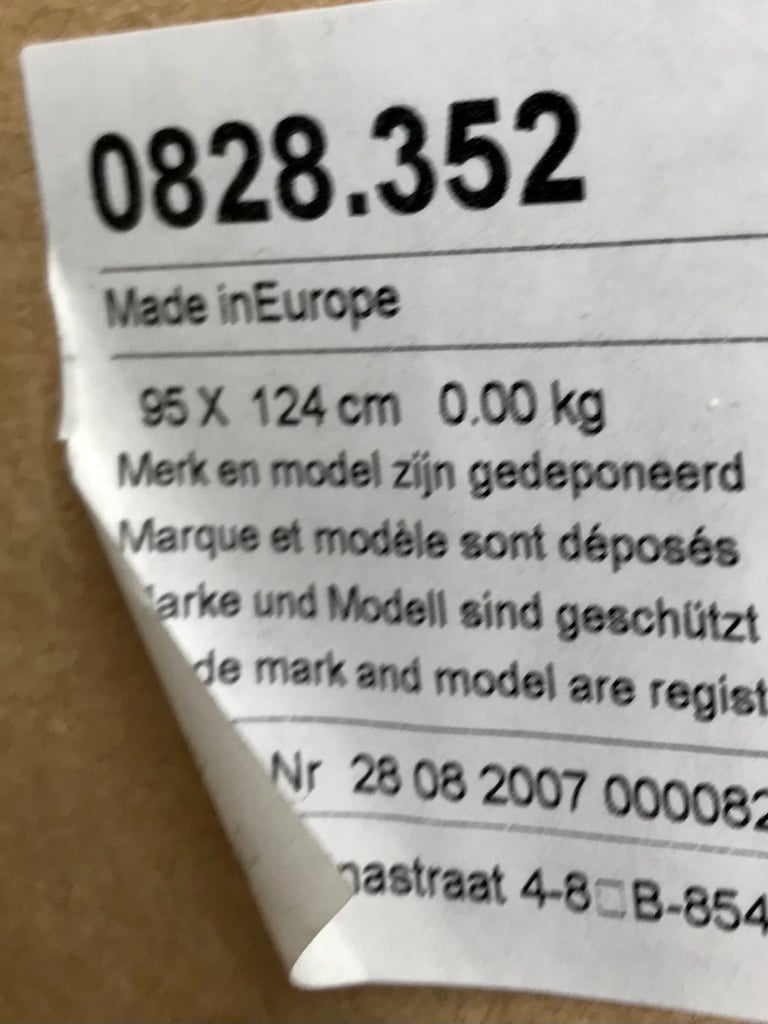 0828.352
Made inEurope
95 X 124 cm 0.00 kg
Merk en model zijn gedeponeerd
Marque et modèle sont déposés
arke und Modell sind geschützt
de mark and model are regist
Nr 28 08 2007 000082
nastraat 4-8□B-854